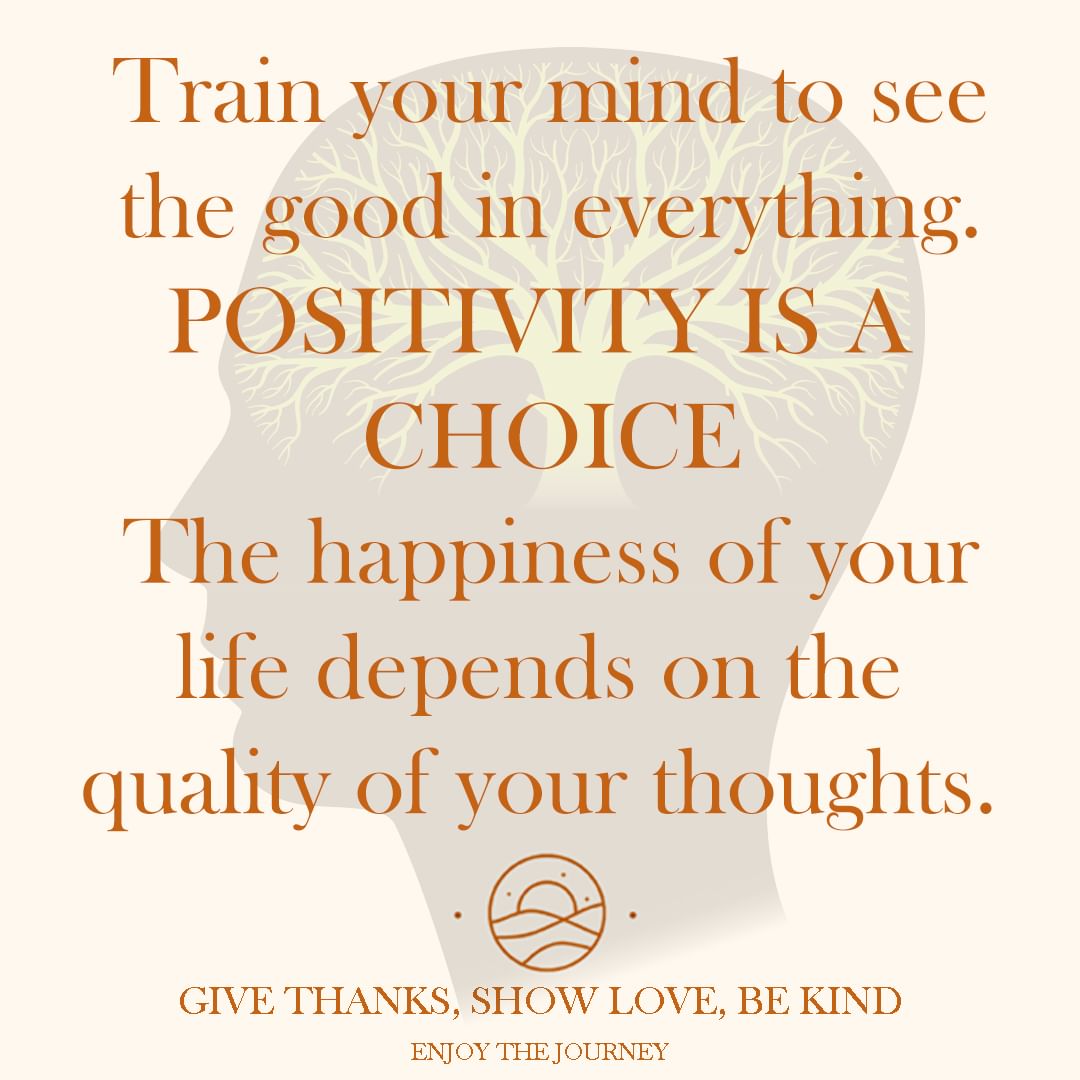 Train your mind to see
the good in everything.
POSITIVITY IS A
CHOICE
The happiness of your
life depends on the
quality of your thoughts.
GIVE THANKS, SHOW LOVE, BE KIND
ENJOY THE JOURNEY